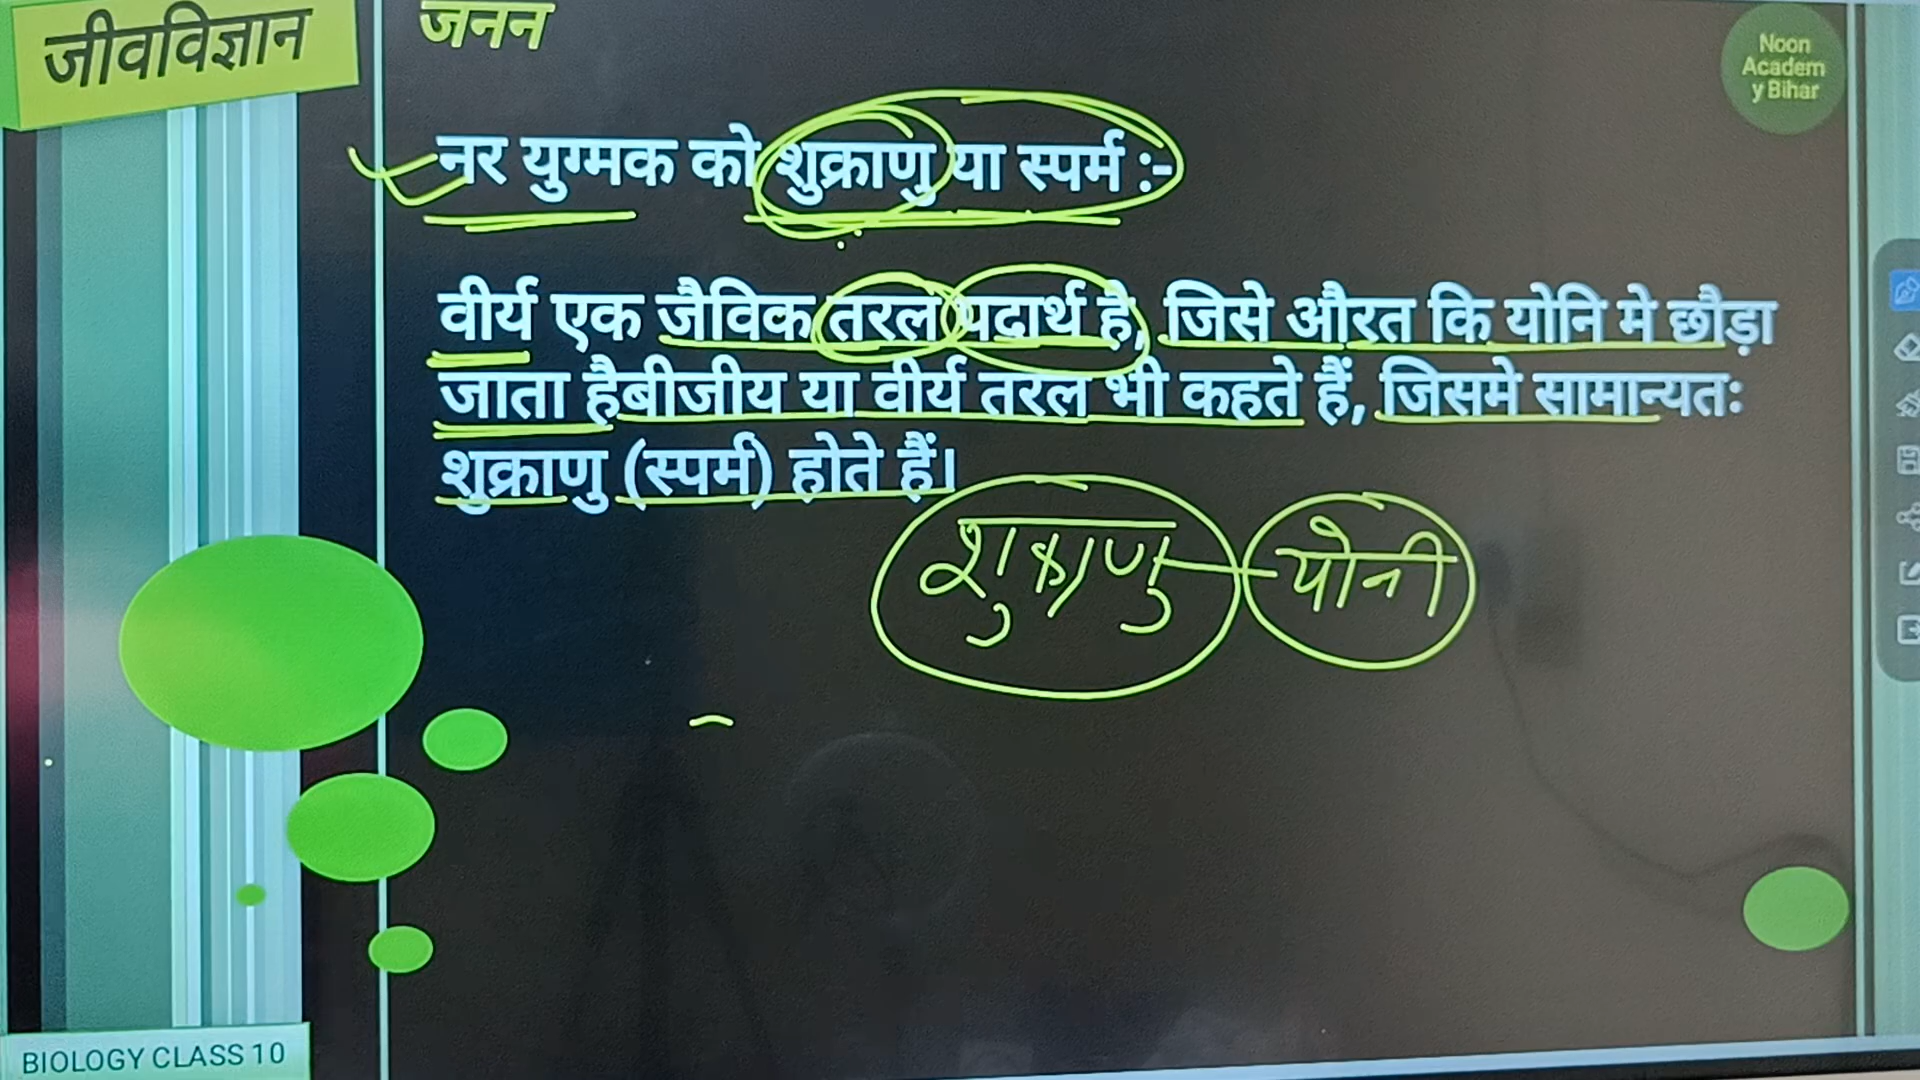 जीवविज्ञान
जनन
Noon
Academ
y Bihar
नर युग्मक को शुक्राणु या स्पर्म :-
वीर्य एक जैविक तरल पदार्थ है, जिसे औरत कि योनि मे छौड़ा
जाता हैबीजीय या वीर्य तरल भी कहते हैं, जिसमे सामान्यतः
शुक्राणु (स्पर्म) होते हैं।
शुक्राणु योनी
BIOLOGY CLASS 10